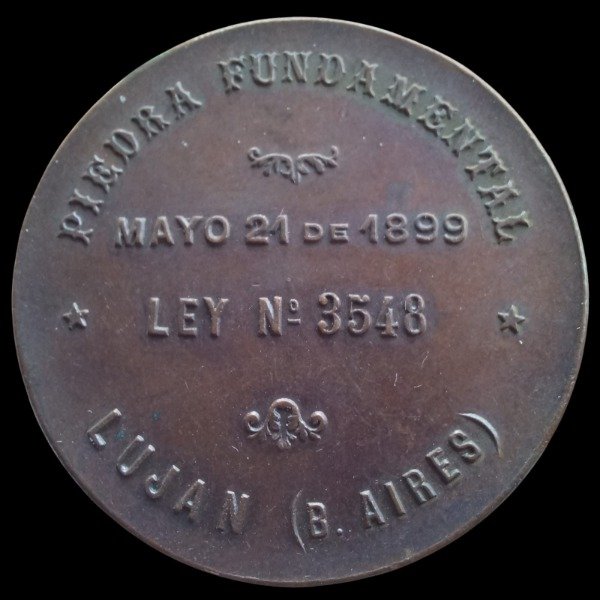 PIEDRA FUNDAMENTAL
MAYO 21 DE 1899
LEY Nº 3548
LUJAN (B. AIRES)